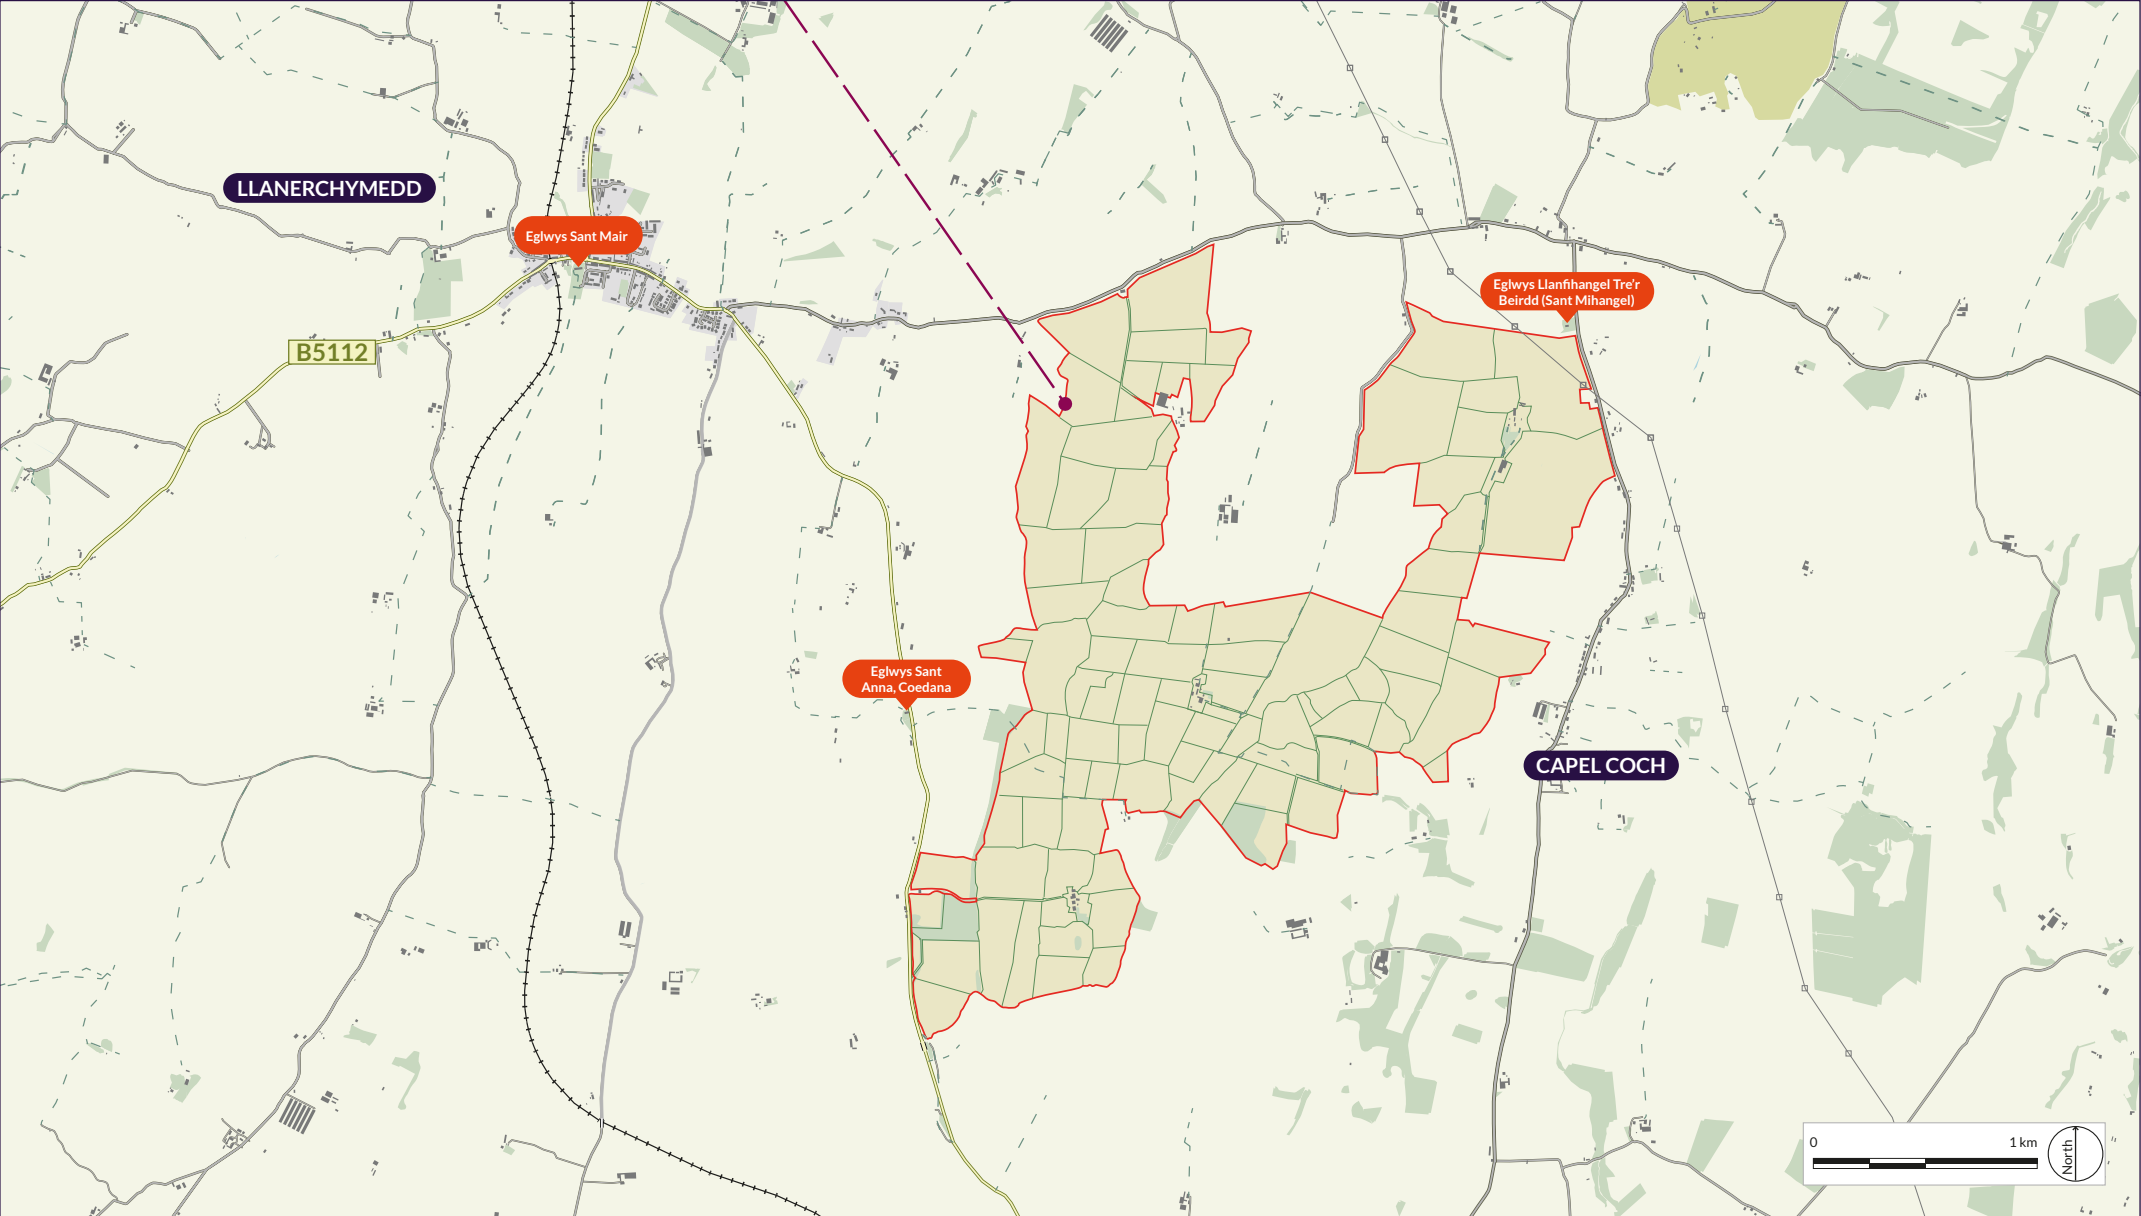 LLANERCHYMEDD
Eglwys Sant Mair
Eglwys Llanfihangel Tre'r
Beirdd (Sant Mihangel)
B5112
Eglwys Sant
Anna, Coedana
CAPEL COCH
0 1 km
North